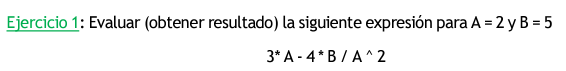 Ejercicio 1: Evaluar (obtener resultado) la siguiente expresión para A = 2 y B = 5
3* A - 4 * B / A ^ 2